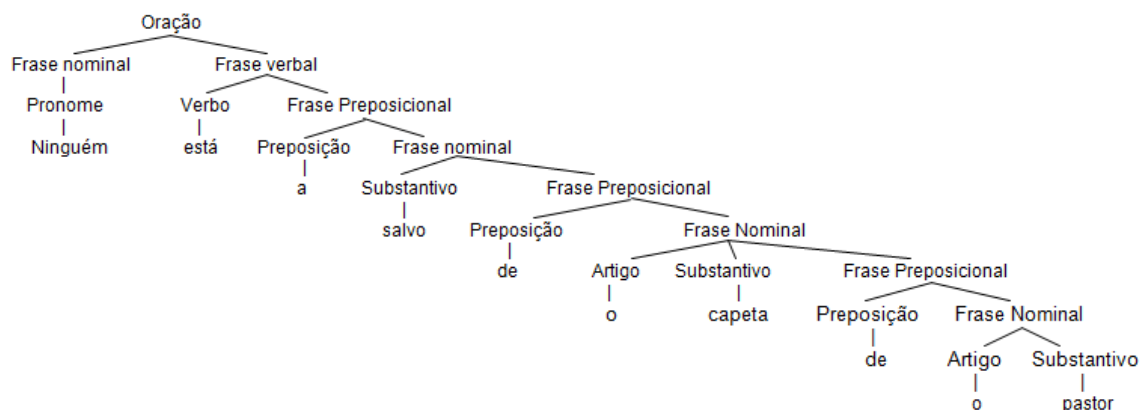 Oração
Frase nominal Frase verbal
Pronome Verbo Frase Preposicional
Ninguém está Preposição Frase nominal
a Substantivo Frase Preposicional
salvo Preposição Frase Nominal
de Artigo Substantivo Frase Preposicional
o capeta Preposição Frase Nominal
de Artigo Substantivo
o pastor